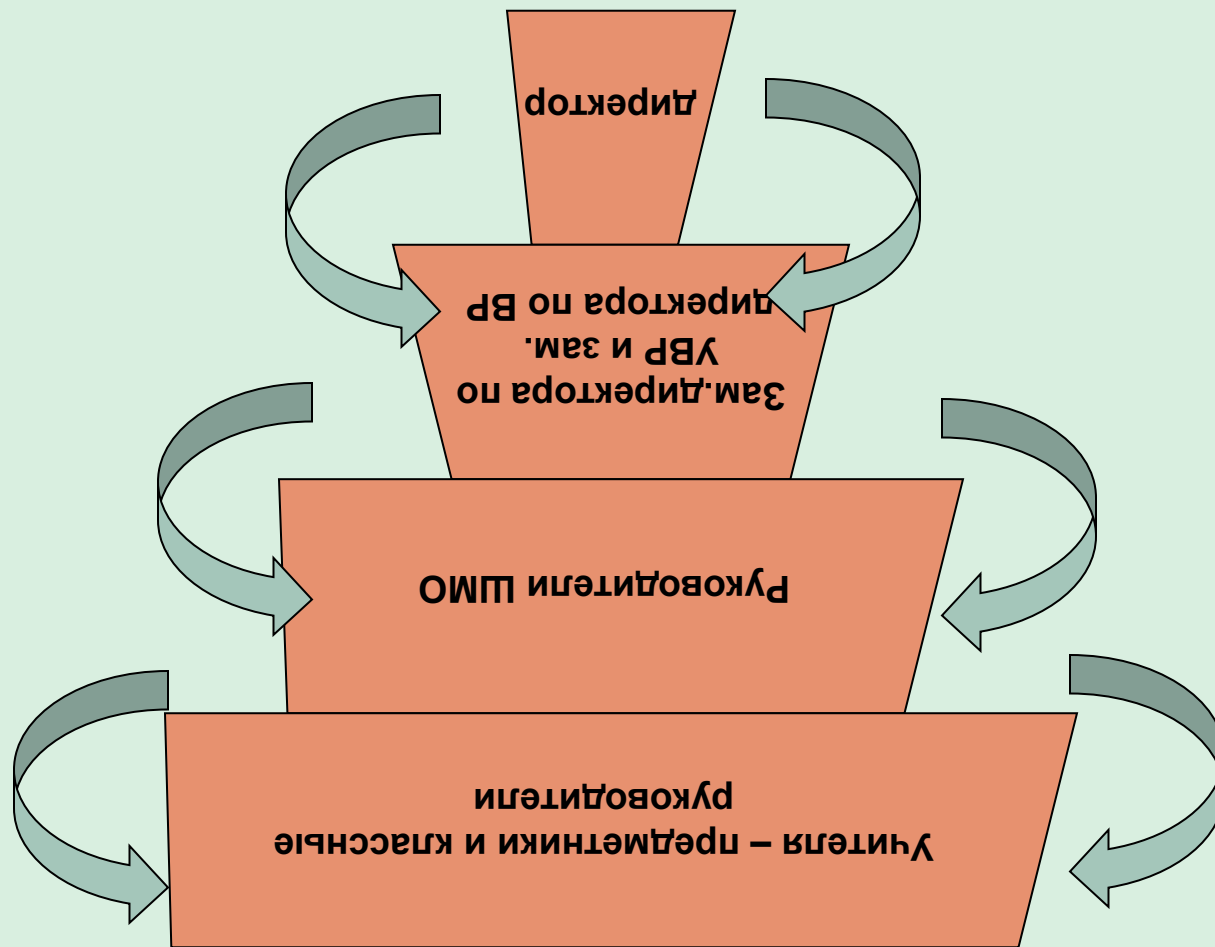 директор
Зам.директора по
УВР и зам.
директора по ВР
Руководители ШМО
Учителя – предметники и классные
руководители